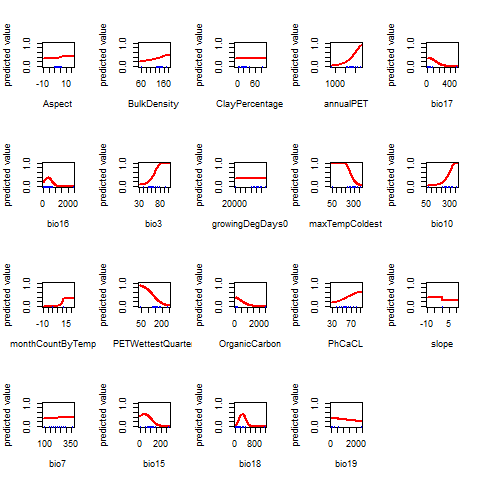 predicted value predicted value predicted value predicted value predicted value
0.0 1.0 0.0 1.0 0.0 1.0 0.0 1.0 0.0 1.0
-10 10 60 160 0 60 1000 0 400
Aspect BulkDensity ClayPercentage annualPET bio17
predicted value predicted value predicted value predicted value predicted value
0.0 1.0 0.0 1.0 0.0 1.0 0.0 1.0 0.0 1.0
0 2000 30 80 20000 50 300 50 300
bio16 bio3 growingDegDays0 maxTempColdest bio10
predicted value predicted value predicted value predicted value predicted value
0.0 1.0 0.0 1.0 0.0 1.0 0.0 1.0 0.0 1.0
-10 15 50 200 0 2000 30 70 -10 5
monthCountByTemp PETWettestQuarte OrganicCarbon PhCaCL slope
predicted value predicted value predicted value predicted value
0.0 1.0 0.0 1.0 0.0 1.0 0.0 1.0
100 350 0 200 0 800 0 2000
bio7 bio15 bio18 bio19